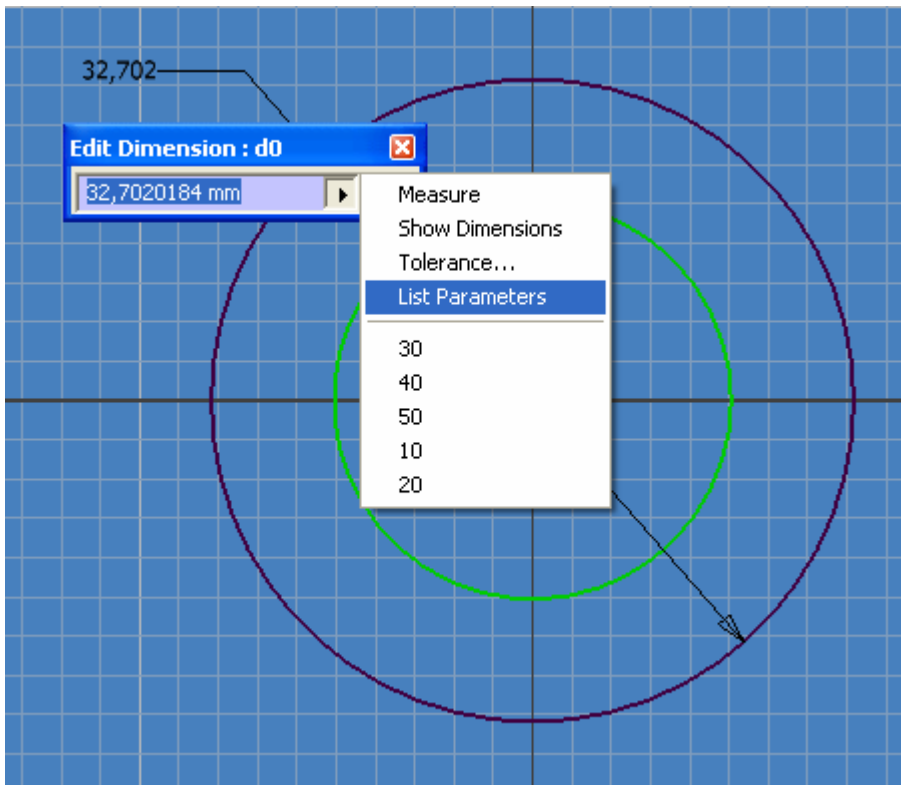 32,702
Edit Dimension : d0
32,7020184 mm
Measure
Show Dimensions
Tolerance...
List Parameters
30
40
50
10
20